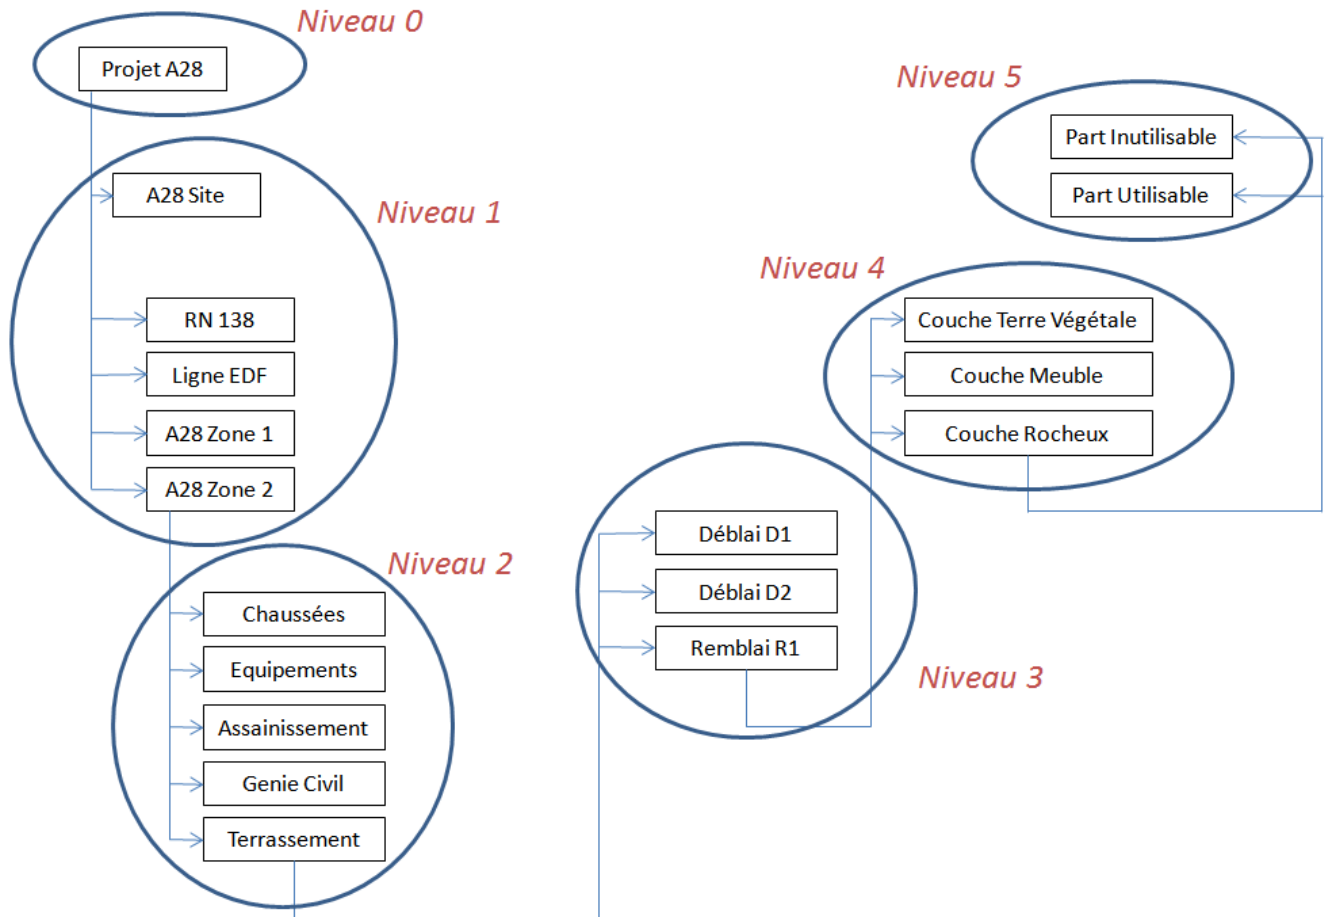 Niveau 0
Projet A28
Niveau 1
A28 Site
RN 138
Ligne EDF
A28 Zone 1
A28 Zone 2
Niveau 2
Chaussées
Equipements
Assainissement
Genie Civil
Terrassement
Niveau 3
Déblai D1
Déblai D2
Remblai R1
Niveau 4
Couche Terre Végétale
Couche Meuble
Couche Rocheux
Niveau 5
Part Inutilisable
Part Utilisable